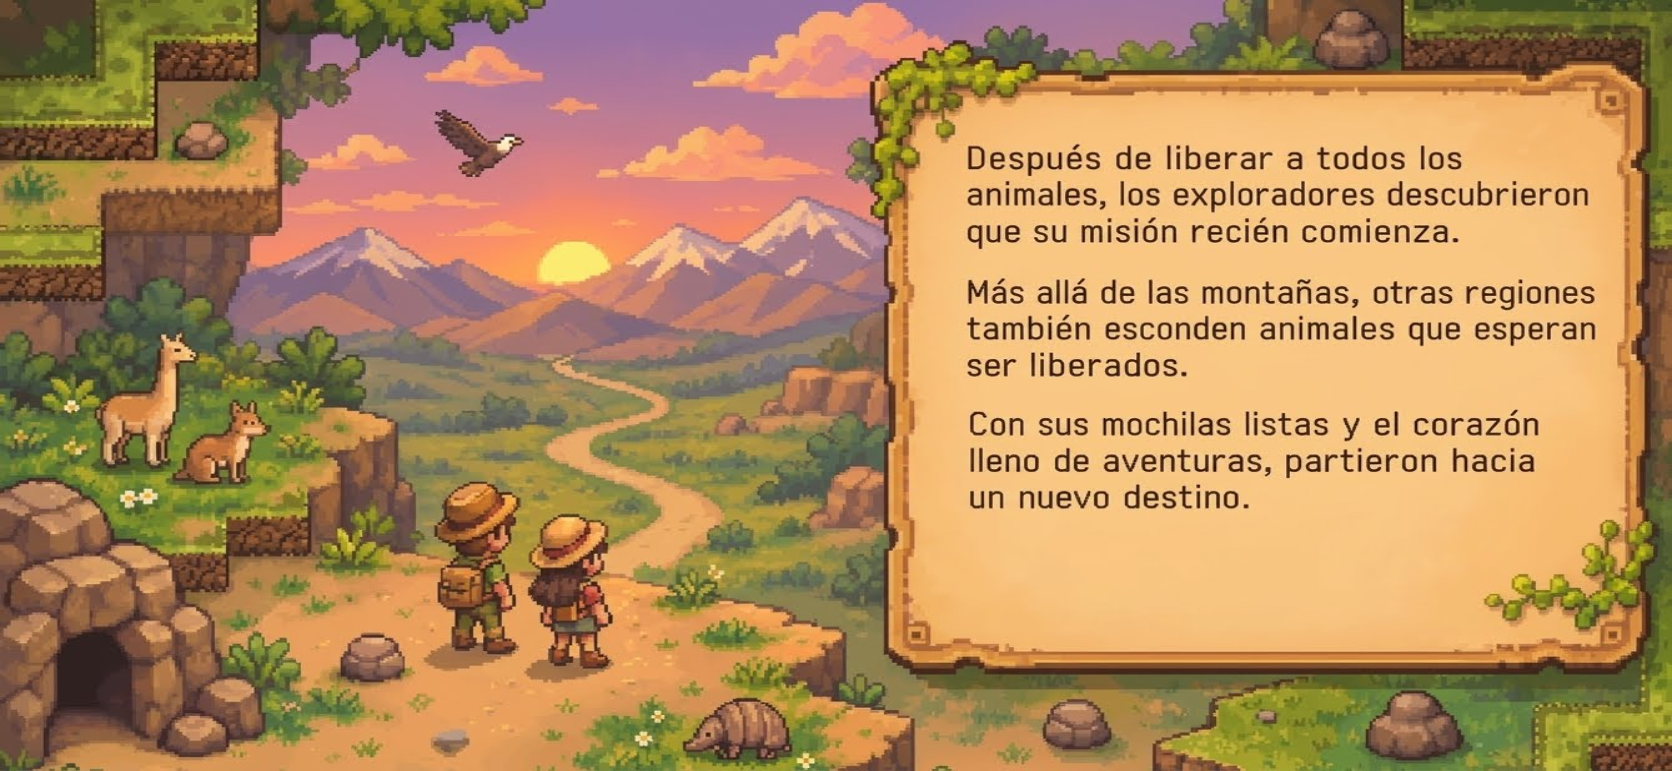 Después de liberar a todos los
animales, los exploradores descubrieron
que su misión recién comienza.
Más allá de las montañas, otras regiones
también esconden animales que esperan
ser liberados.
Con sus mochilas listas y el corazón
lleno de aventuras, partieron hacia
un nuevo destino.